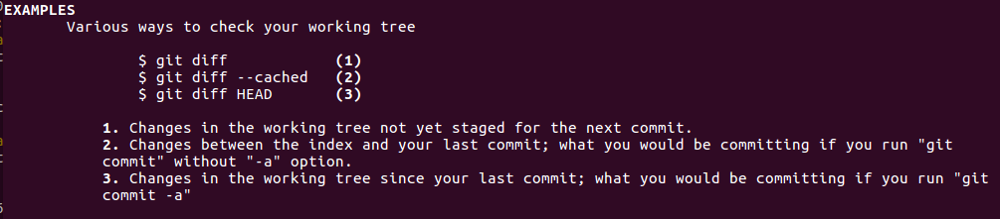 EXAMPLES
Various ways to check your working tree
$ git diff (1)
$ git diff --cached (2)
$ git diff HEAD (3)
1. Changes in the working tree not yet staged for the next commit.
2. Changes between the index and your last commit; what you would be committing if you run "git
commit" without "-a" option.
3. Changes in the working tree since your last commit; what you would be committing if you run "git
commit -a"